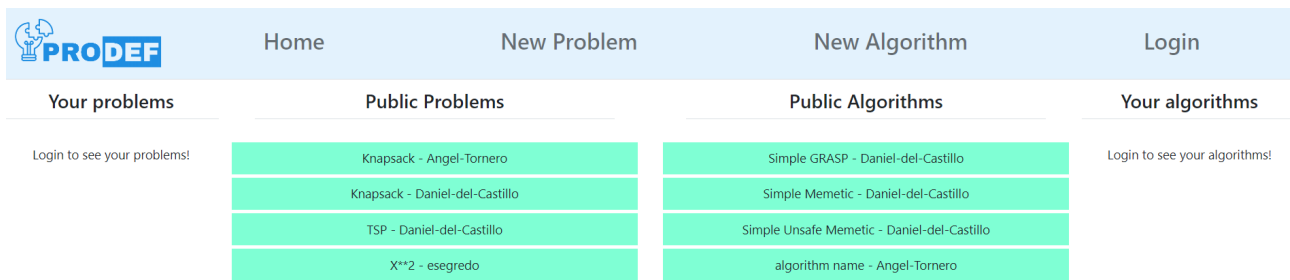 PRODEF
Home
New Problem
New Algorithm
Login
Your problems
Public Problems
Public Algorithms
Your algorithms
Login to see your problems!
Knapsack - Angel-Tornero
Knapsack - Daniel-del-Castillo
TSP - Daniel-del-Castillo
X**2 - esegredo
Simple GRASP - Daniel-del-Castillo
Simple Memetic - Daniel-del-Castillo
Simple Unsafe Memetic - Daniel-del-Castillo
algorithm name - Angel-Tornero
Login to see your algorithms!